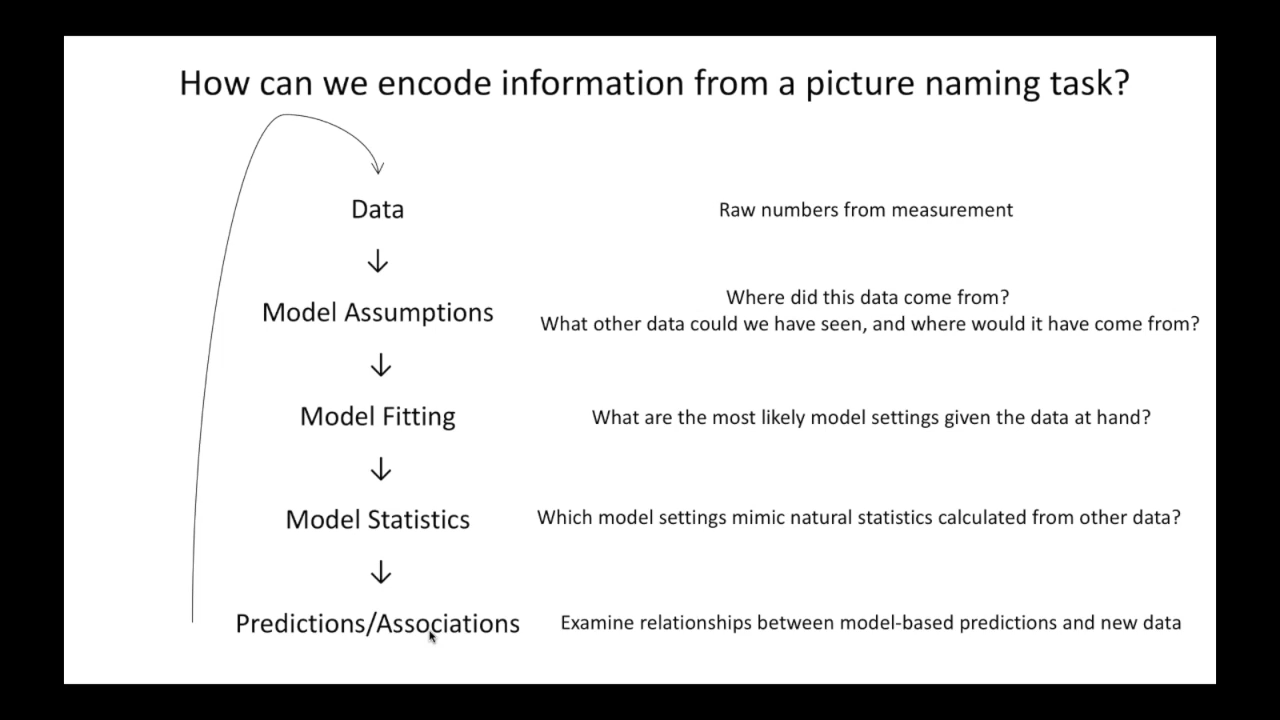 How can we encode information from a picture naming task?
Data
Raw numbers from measurement
Model Assumptions
Where did this data come from?
What other data could we have seen, and where would it have come from?
Model Fitting
What are the most likely model settings given the data at hand?
Model Statistics
Which model settings mimic natural statistics calculated from other data?
Predictions/Associations
Examine relationships between model-based predictions and new data